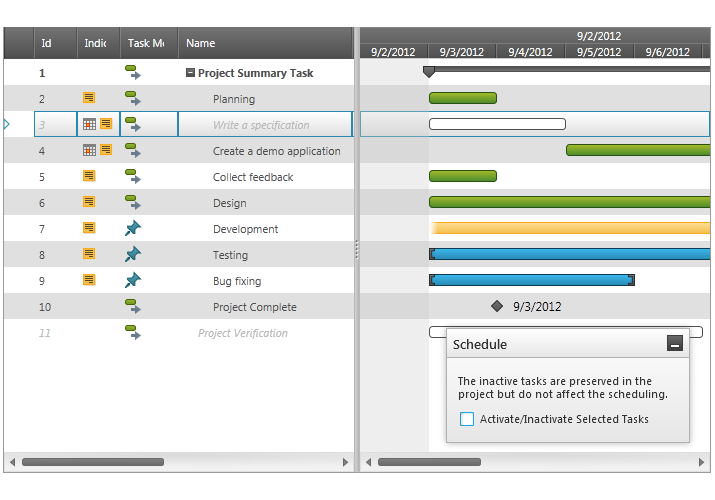 Id Indic Task Mo Name
9/2/2012
9/2/2012 9/3/2012 9/4/2012 9/5/2012 9/6/2012
1 Project Summary Task
2 Planning
3 Write a specification
4 Create a demo application
5 Collect feedback
6 Design
7 Development
8 Testing
9 Bug fixing
10 Project Complete 9/3/2012
11 Project Verification
Schedule
The inactive tasks are preserved in the
project but do not affect the scheduling.
Activate/Inactivate Selected Tasks